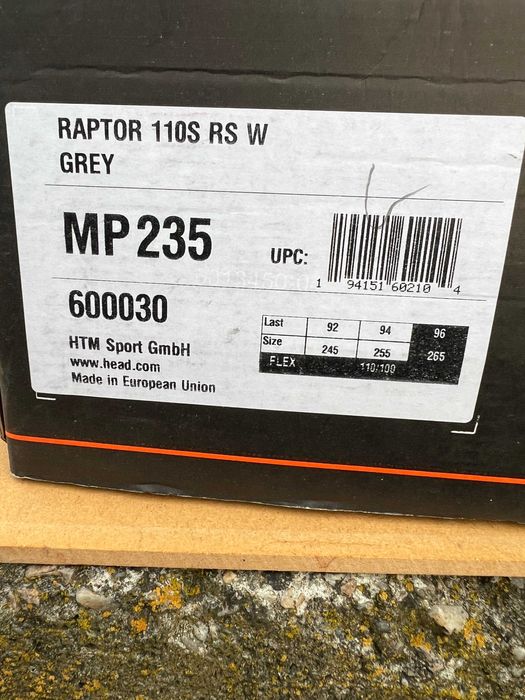 RAPTOR 110S RS W
GREY
MP 235
UPC:
1 94151 60210 4
600030
HTM Sport GmbH
www.head.com
Made in European Union
Last 92 94 96
Size 245 255 265
FLEX 110/100